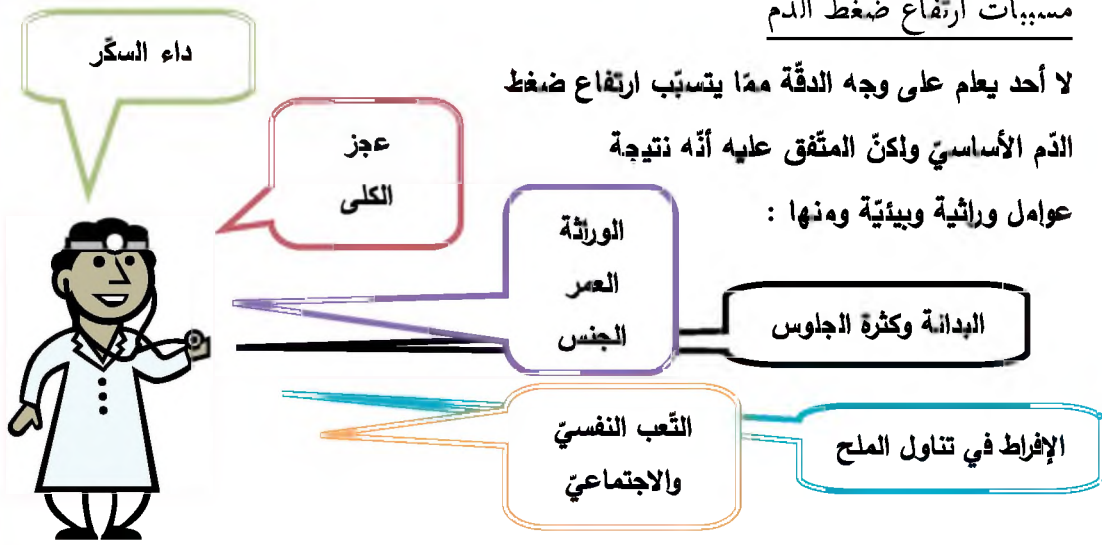 مسببات ارتفاع ضغط الدم
لا أحد يعلم على وجه الدقّة ممّا يتسبّب ارتفاع ضغط
الدّم الأساسيّ ولكنّ المتّفق عليه أنّه نتيجة
عوامل وراثية وبيئيّة ومنها :
داء السكّر
عجز
الكلى
الوراثة
العمر
الجنس
البدانة وكثرة الجلوس
التّعب النفسيّ
والاجتماعيّ
الإفراط في تناول الملح